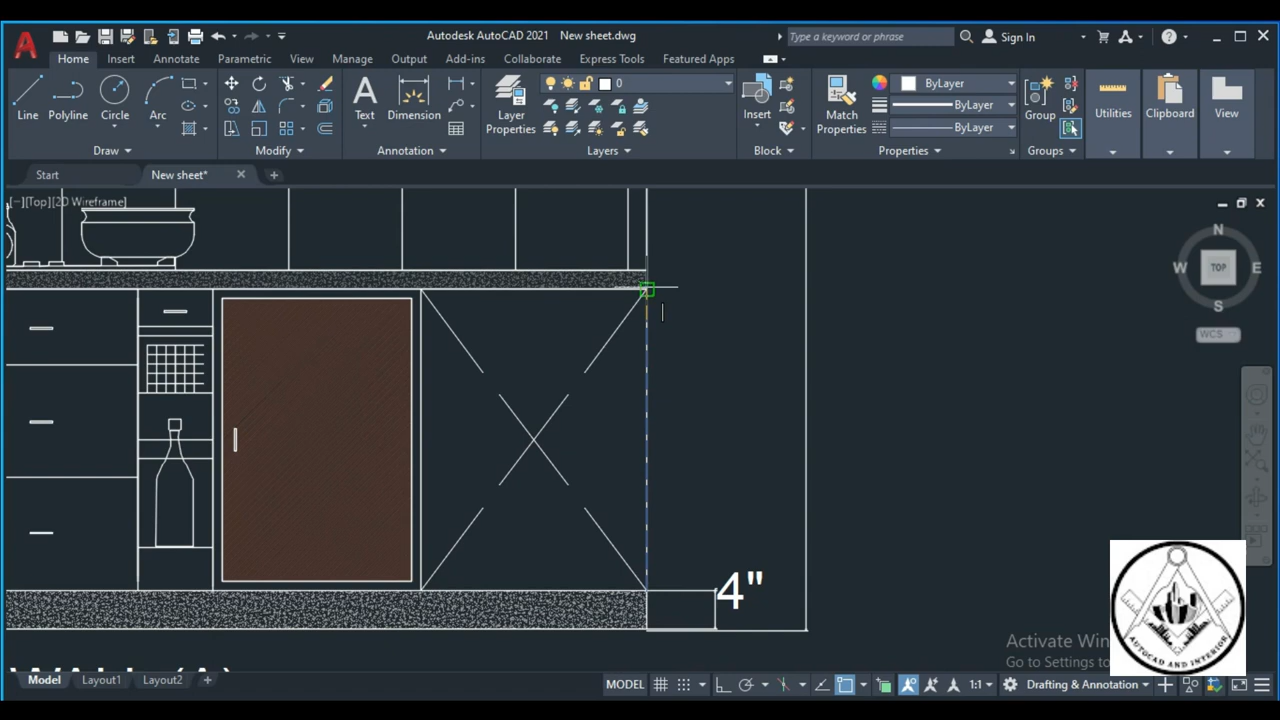 Autodesk AutoCAD 2021 New sheet.dwg
Type a keyword or phrase
Sign In
Home Insert Annotate Parametric View Manage Output Add-ins Collaborate Express Tools Featured Apps
0
ByLayer
ByLayer
ByLayer
Line Polyline Circle Arc
Text Dimension
Layer
Properties
Insert
Match
Properties
Group
Utilities
Clipboard
View
Draw
Modify
Annotation
Layers
Block
Properties
Groups
Start
New sheet*
[−][Top][2D Wireframe]
N
W TOP E
S
WCS
4"
Activate Win
Go to Settings to
AUTOCAD AND INTERIOR
Model Layout1 Layout2
MODEL
1:1
Drafting & Annotation